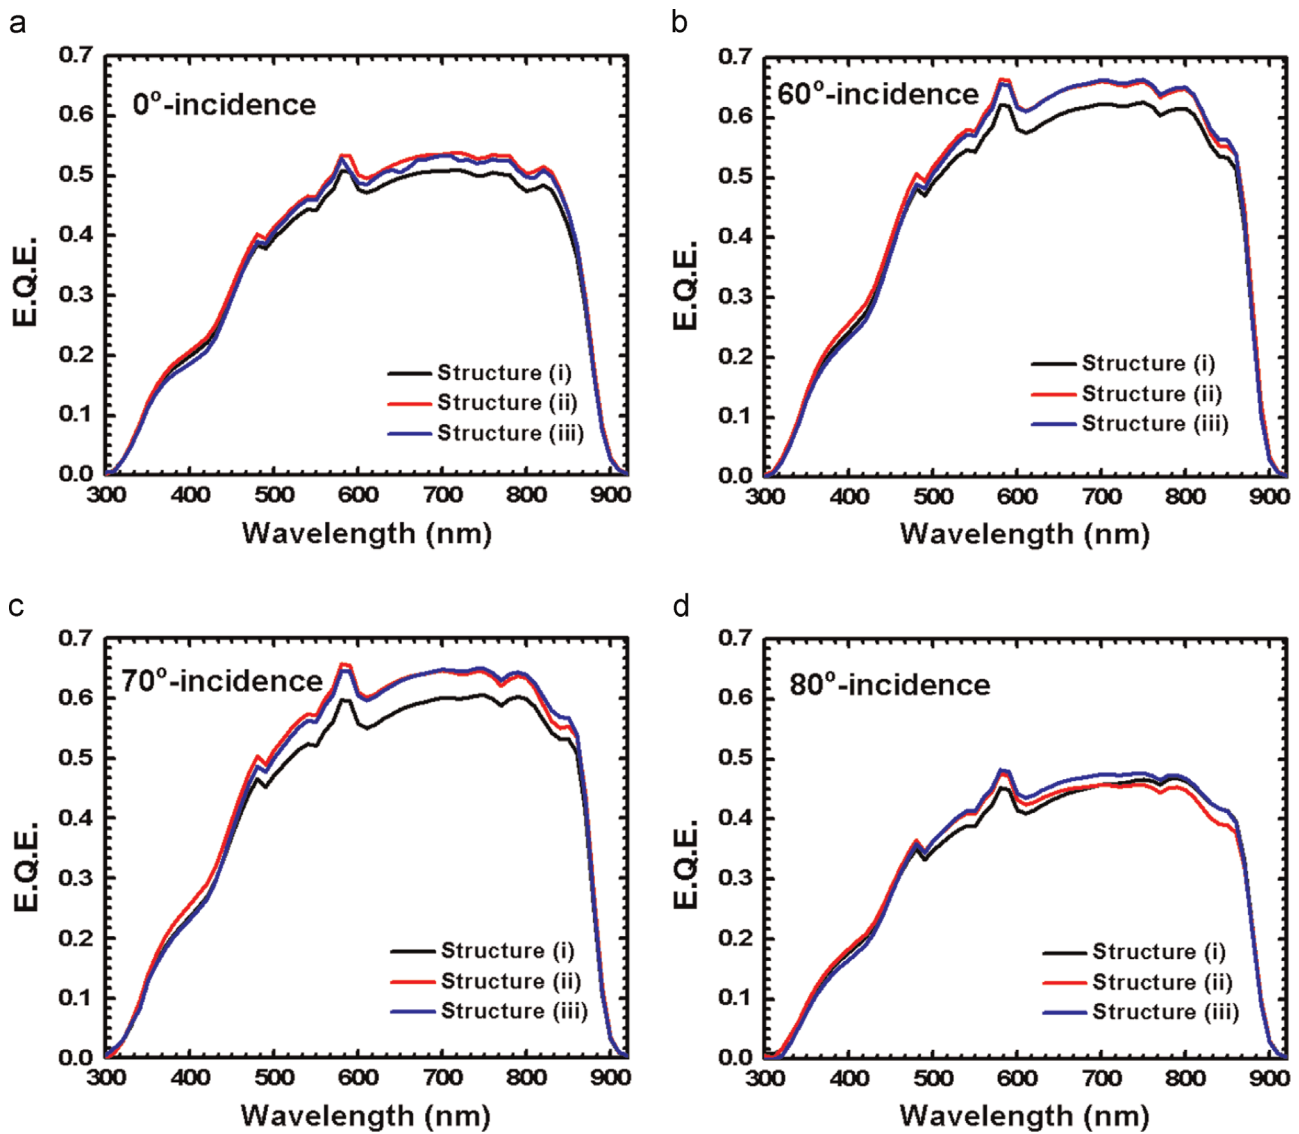 a
0.7
0.6
0.5
0.4
0.3
0.2
0.1
0.0
E.Q.E.
0º-incidence
Structure (i)
Structure (ii)
Structure (iii)
300 400 500 600 700 800 900
Wavelength (nm)
b
0.7
0.6
0.5
0.4
0.3
0.2
0.1
0.0
E.Q.E.
60º-incidence
Structure (i)
Structure (ii)
Structure (iii)
300 400 500 600 700 800 900
Wavelength (nm)
c
0.7
0.6
0.5
0.4
0.3
0.2
0.1
0.0
E.Q.E.
70º-incidence
Structure (i)
Structure (ii)
Structure (iii)
300 400 500 600 700 800 900
Wavelength (nm)
d
0.7
0.6
0.5
0.4
0.3
0.2
0.1
0.0
E.Q.E.
80º-incidence
Structure (i)
Structure (ii)
Structure (iii)
300 400 500 600 700 800 900
Wavelength (nm)